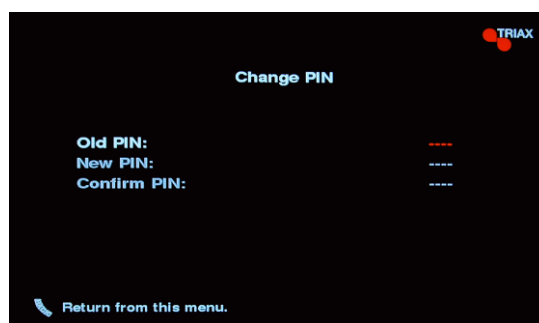 TRIAX
Change PIN
Old PIN: ----
New PIN: ----
Confirm PIN: ----
Return from this menu.